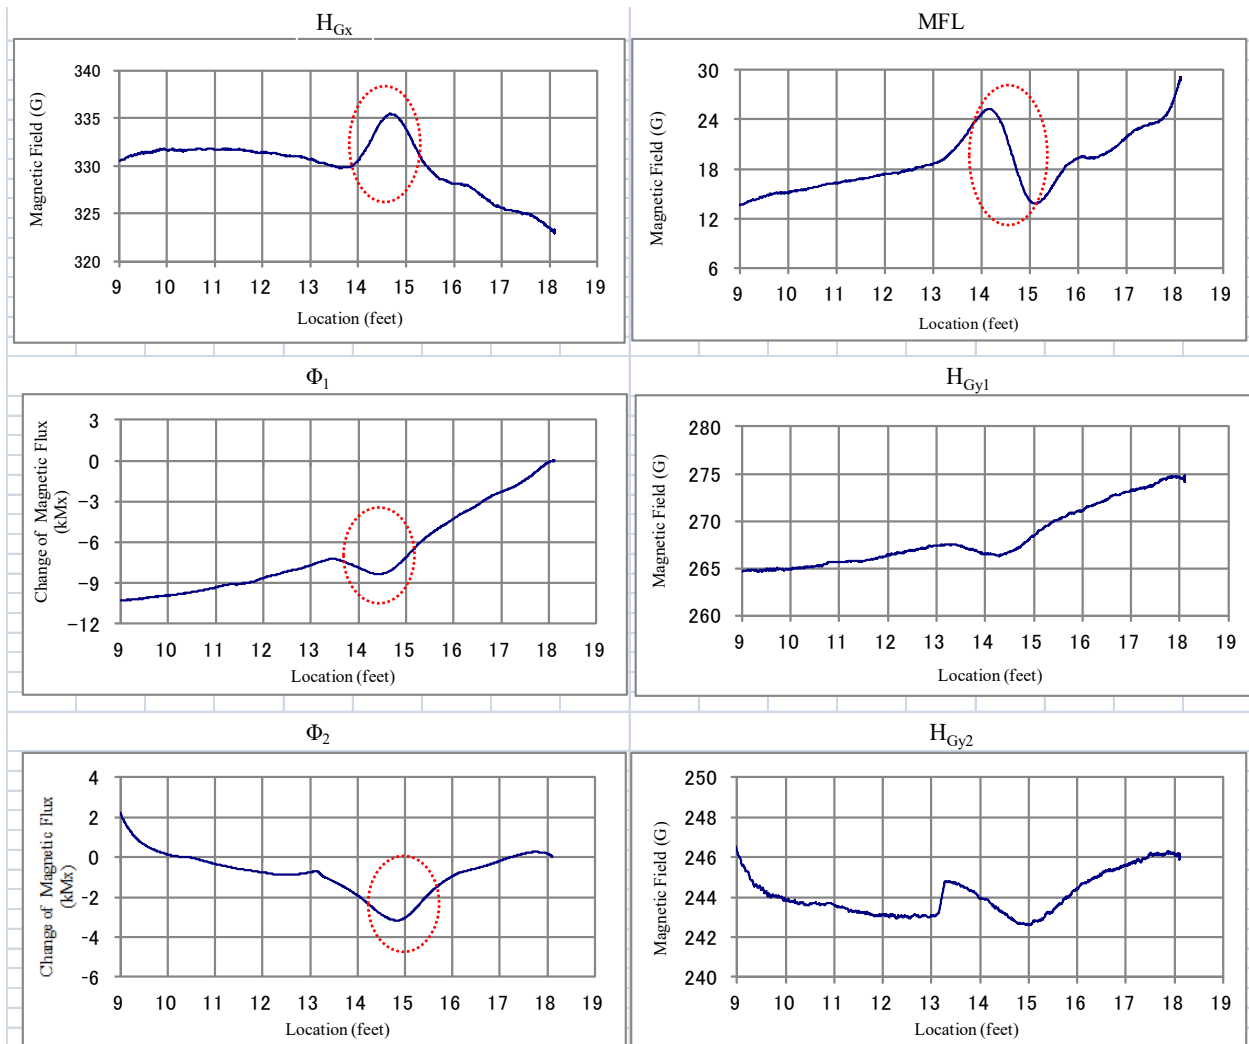 H_Gx
Magnetic Field (G)
340
335
330
325
320
9 10 11 12 13 14 15 16 17 18 19
Location (feet)
MFL
Magnetic Field (G)
30
24
18
12
6
9 10 11 12 13 14 15 16 17 18 19
Location (feet)
Φ₁
Change of Magnetic Flux
(kMx)
3
0
−3
−6
−9
−12
9 10 11 12 13 14 15 16 17 18 19
Location (feet)
H_Gy1
Magnetic Field (G)
280
275
270
265
260
9 10 11 12 13 14 15 16 17 18 19
Location (feet)
Φ₂
Change of Magnetic Flux
(kMx)
4
2
0
-2
-4
-6
9 10 11 12 13 14 15 16 17 18 19
Location (feet)
H_Gy2
Magnetic Field (G)
250
248
246
243
242
240
9 10 11 12 13 14 15 16 17 18 19
Location (feet)